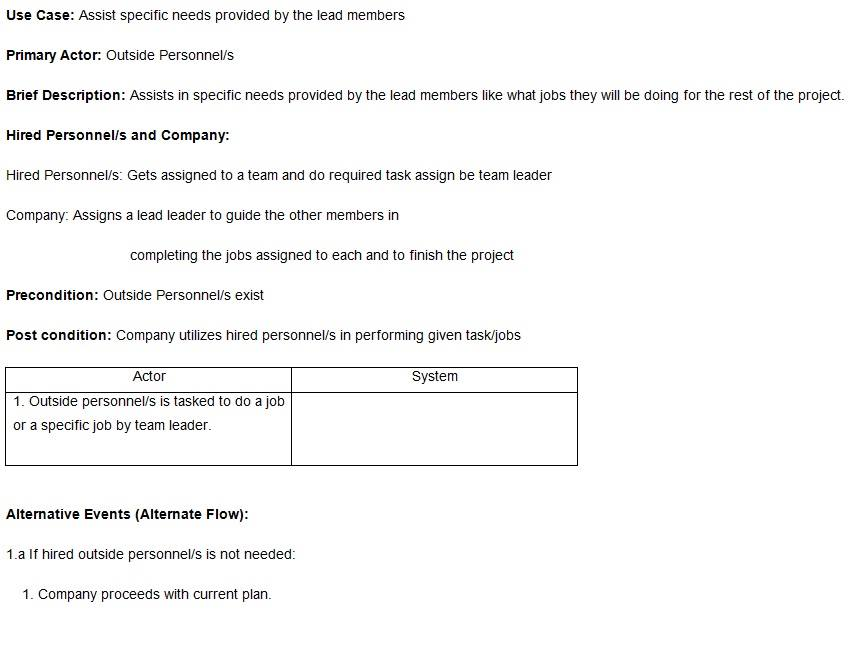 Use Case: Assist specific needs provided by the lead members
Primary Actor: Outside Personnel/s
Brief Description: Assists in specific needs provided by the lead members like what jobs they will be doing for the rest of the project.
Hired Personnel/s and Company:
Hired Personnel/s: Gets assigned to a team and do required task assign be team leader
Company: Assigns a lead leader to guide the other members in
completing the jobs assigned to each and to finish the project
Precondition: Outside Personnel/s exist
Post condition: Company utilizes hired personnel/s in performing given task/jobs
Actor System
1. Outside personnel/s is tasked to do a job
or a specific job by team leader.
Alternative Events (Alternate Flow):
1.a If hired outside personnel/s is not needed:
1. Company proceeds with current plan.